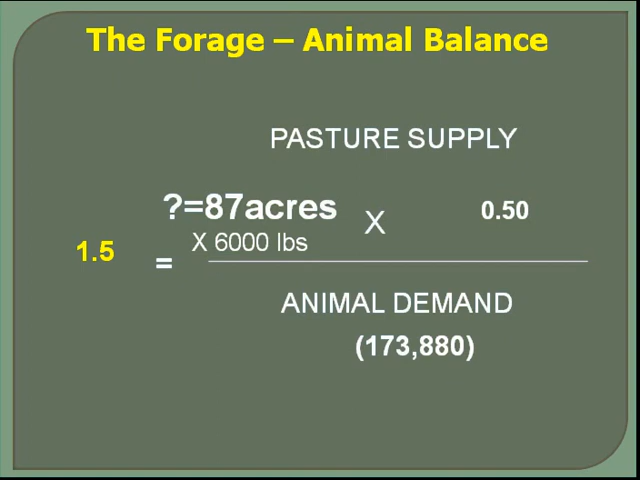 The Forage – Animal Balance
PASTURE SUPPLY
?=87acres X 0.50
X 6000 lbs
1.5 =
ANIMAL DEMAND
(173,880)